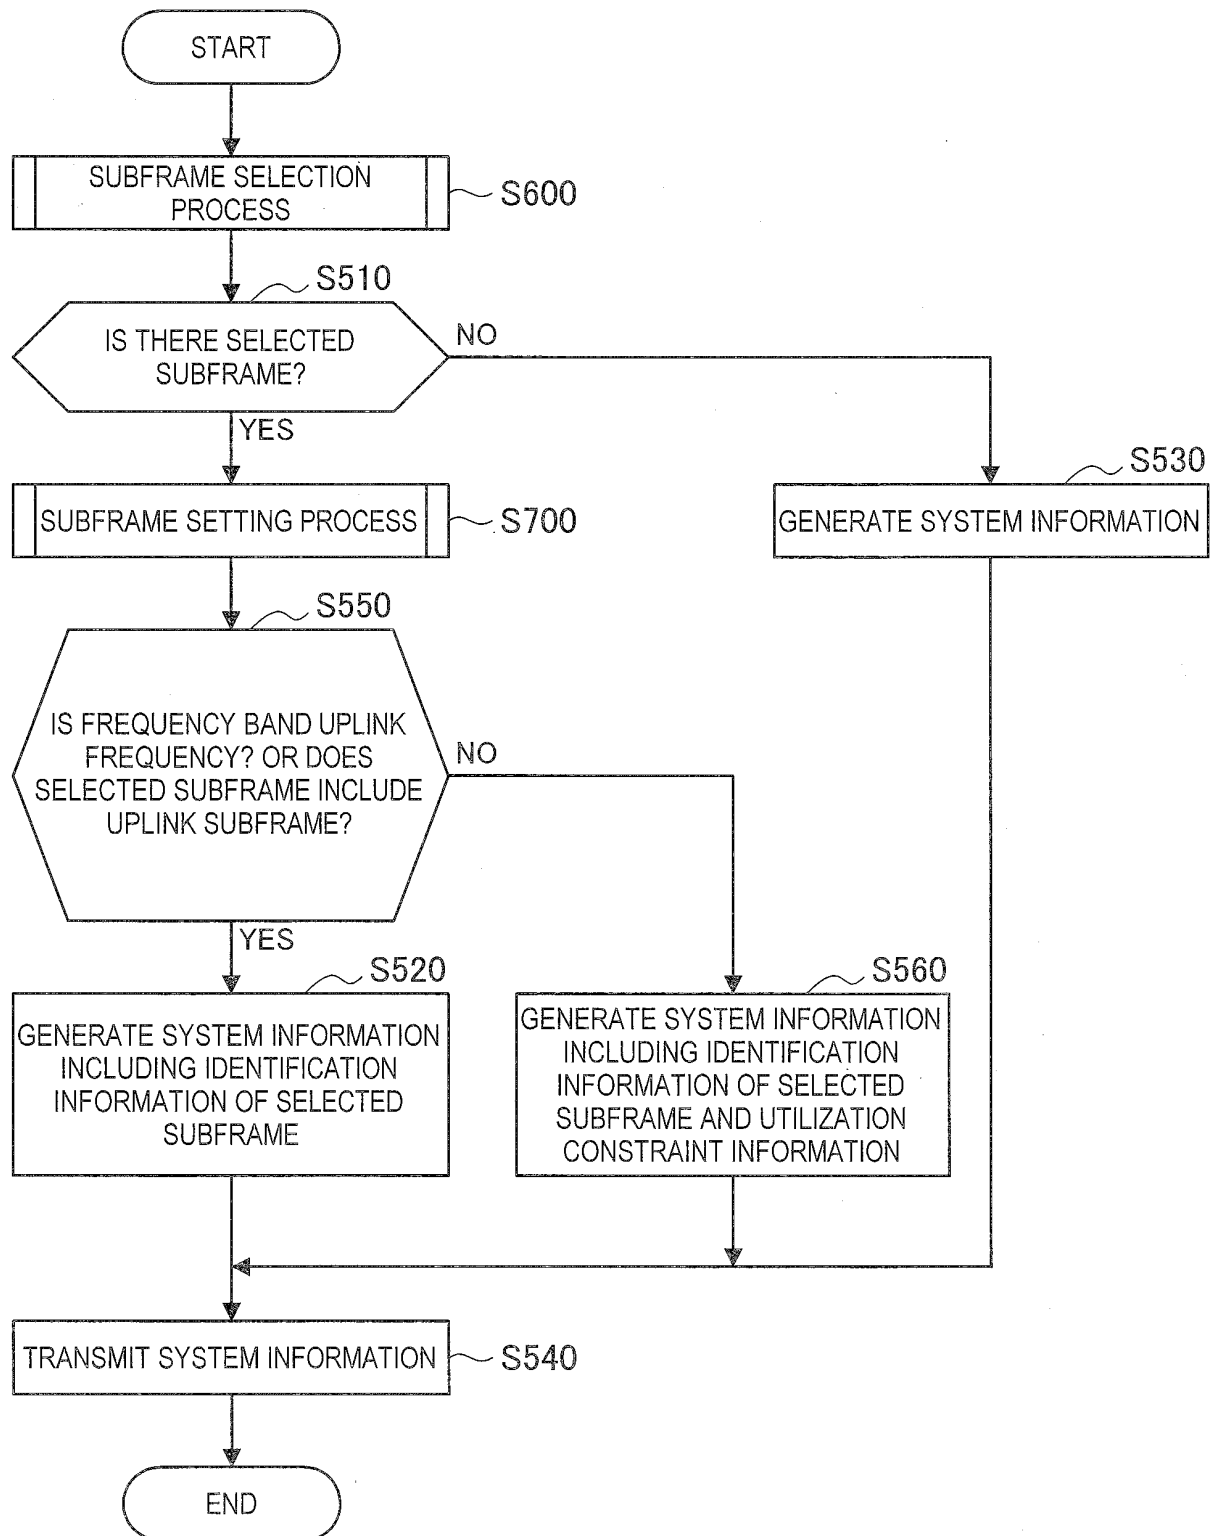 START
SUBFRAME SELECTION
PROCESS
S600
S510
IS THERE SELECTED
SUBFRAME?
NO
YES
SUBFRAME SETTING PROCESS
S700
S530
GENERATE SYSTEM INFORMATION
S550
IS FREQUENCY BAND UPLINK
FREQUENCY? OR DOES
SELECTED SUBFRAME INCLUDE
UPLINK SUBFRAME?
NO
YES
S520
GENERATE SYSTEM INFORMATION
INCLUDING IDENTIFICATION
INFORMATION OF SELECTED
SUBFRAME
S560
GENERATE SYSTEM INFORMATION
INCLUDING IDENTIFICATION
INFORMATION OF SELECTED
SUBFRAME AND UTILIZATION
CONSTRAINT INFORMATION
TRANSMIT SYSTEM INFORMATION
S540
END